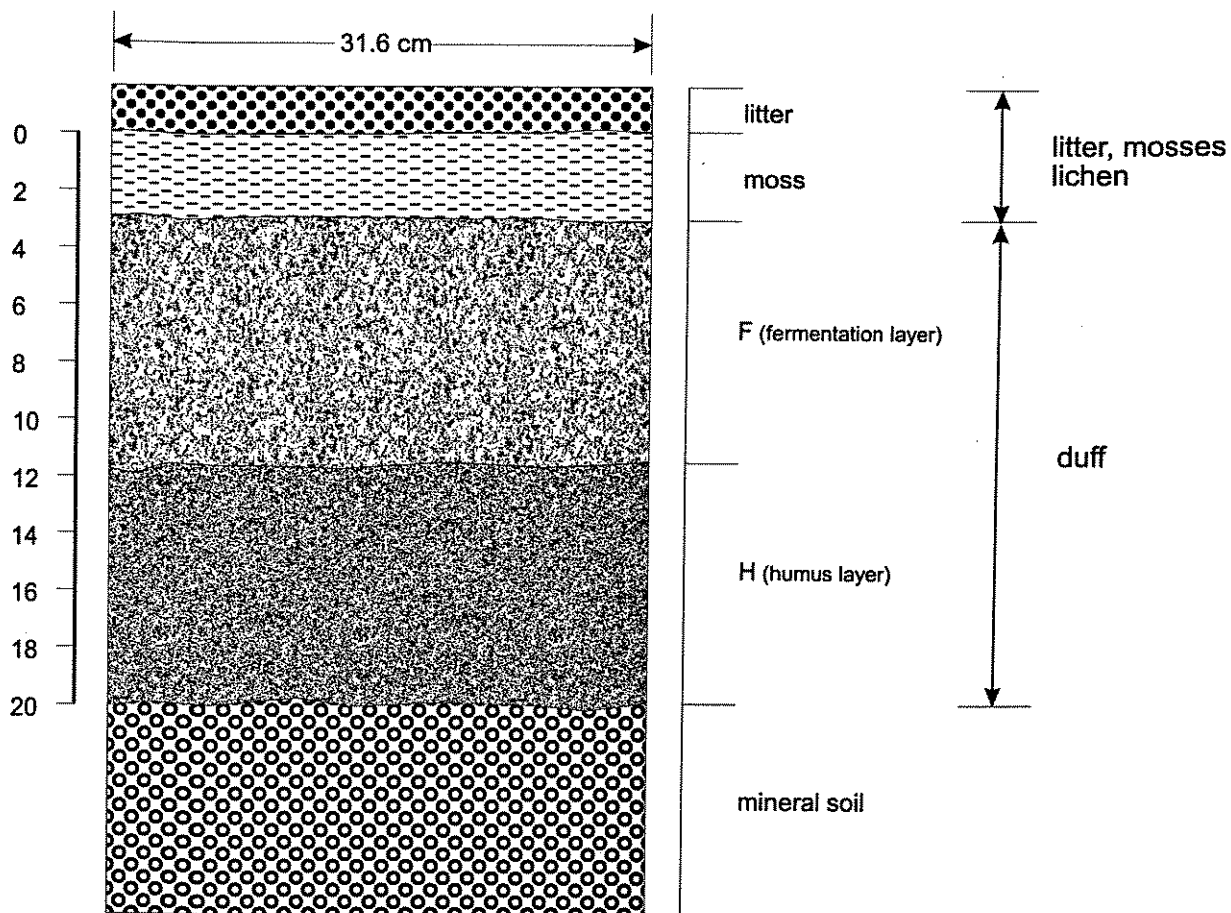 31.6 cm
0
2
4
6
8
10
12
14
16
18
20
litter
moss
F (fermentation layer)
H (humus layer)
mineral soil
litter, mosses
lichen
duff